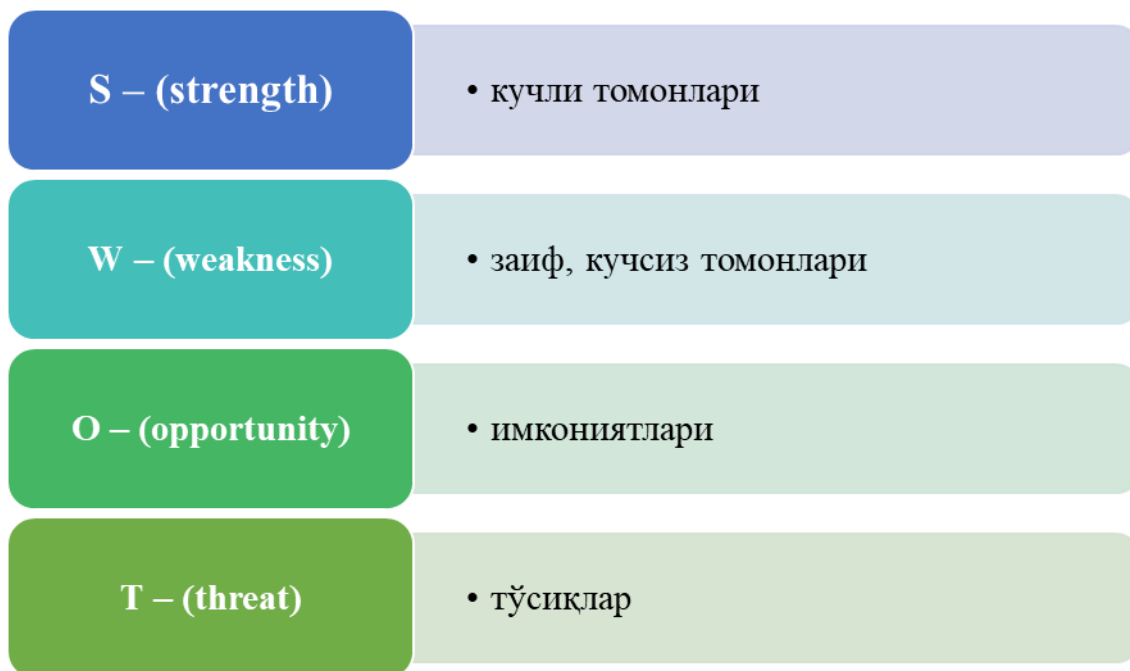 S – (strength)
• кучли томонлари
W – (weakness)
• заиф, кучсиз томонлари
O – (opportunity)
• имкониятлари
T – (threat)
• тўсиқлар